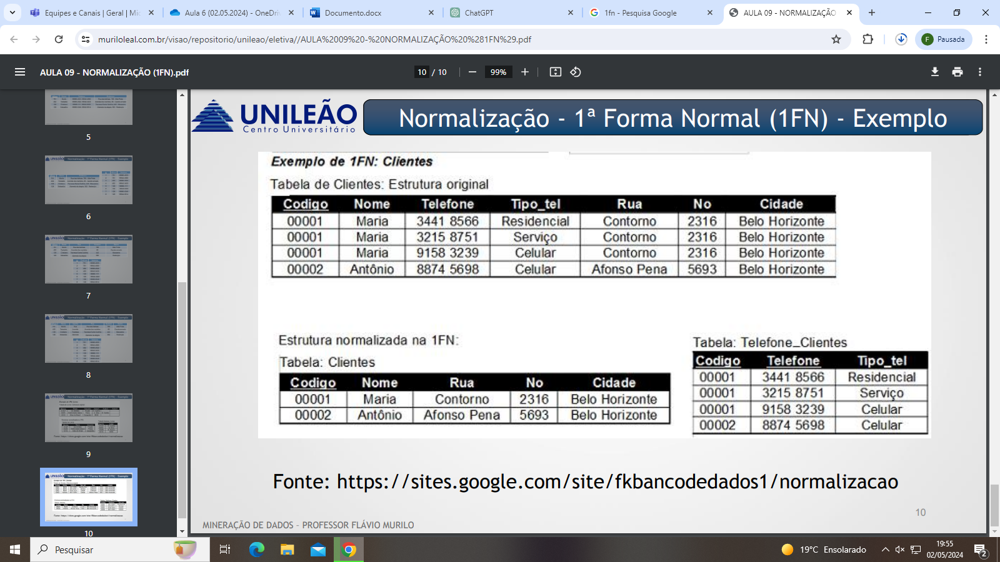 Equipes e Canais | Geral | Mic
Aula 6 (02.05.2024) - OneDriv
Documento.docx
ChatGPT
1fn - Pesquisa Google
AULA 09 - NORMALIZAÇÃO
muriloleal.com.br/visao/repositorio/unileao/eletiva//AULA%2009%20-%20NORMALIZAÇÃO%20%281FN%29.pdf
F Pausada
AULA 09 - NORMALIZAÇÃO (1FN).pdf
10 / 10
99%
5
6
7
8
9
10
UNILEÃO
Centro Universitário
Normalização - 1ª Forma Normal (1FN) - Exemplo
Exemplo de 1FN: Clientes
Tabela de Clientes: Estrutura original
Codigo Nome Telefone Tipo_tel Rua No Cidade
00001 Maria 3441 8566 Residencial Contorno 2316 Belo Horizonte
00001 Maria 3215 8751 Serviço Contorno 2316 Belo Horizonte
00001 Maria 9158 3239 Celular Contorno 2316 Belo Horizonte
00002 Antônio 8874 5698 Celular Afonso Pena 5693 Belo Horizonte
Estrutura normalizada na 1FN:
Tabela: Clientes
Codigo Nome Rua No Cidade
00001 Maria Contorno 2316 Belo Horizonte
00002 Antônio Afonso Pena 5693 Belo Horizonte
Tabela: Telefone_Clientes
Codigo Telefone Tipo_tel
00001 3441 8566 Residencial
00001 3215 8751 Serviço
00001 9158 3239 Celular
00002 8874 5698 Celular
Fonte: https://sites.google.com/site/fkbancodedados1/normalizacao
10
MINERAÇÃO DE DADOS - PROFESSOR FLÁVIO MURILO
Pesquisar
19°C Ensolarado
19:55
02/05/2024
2